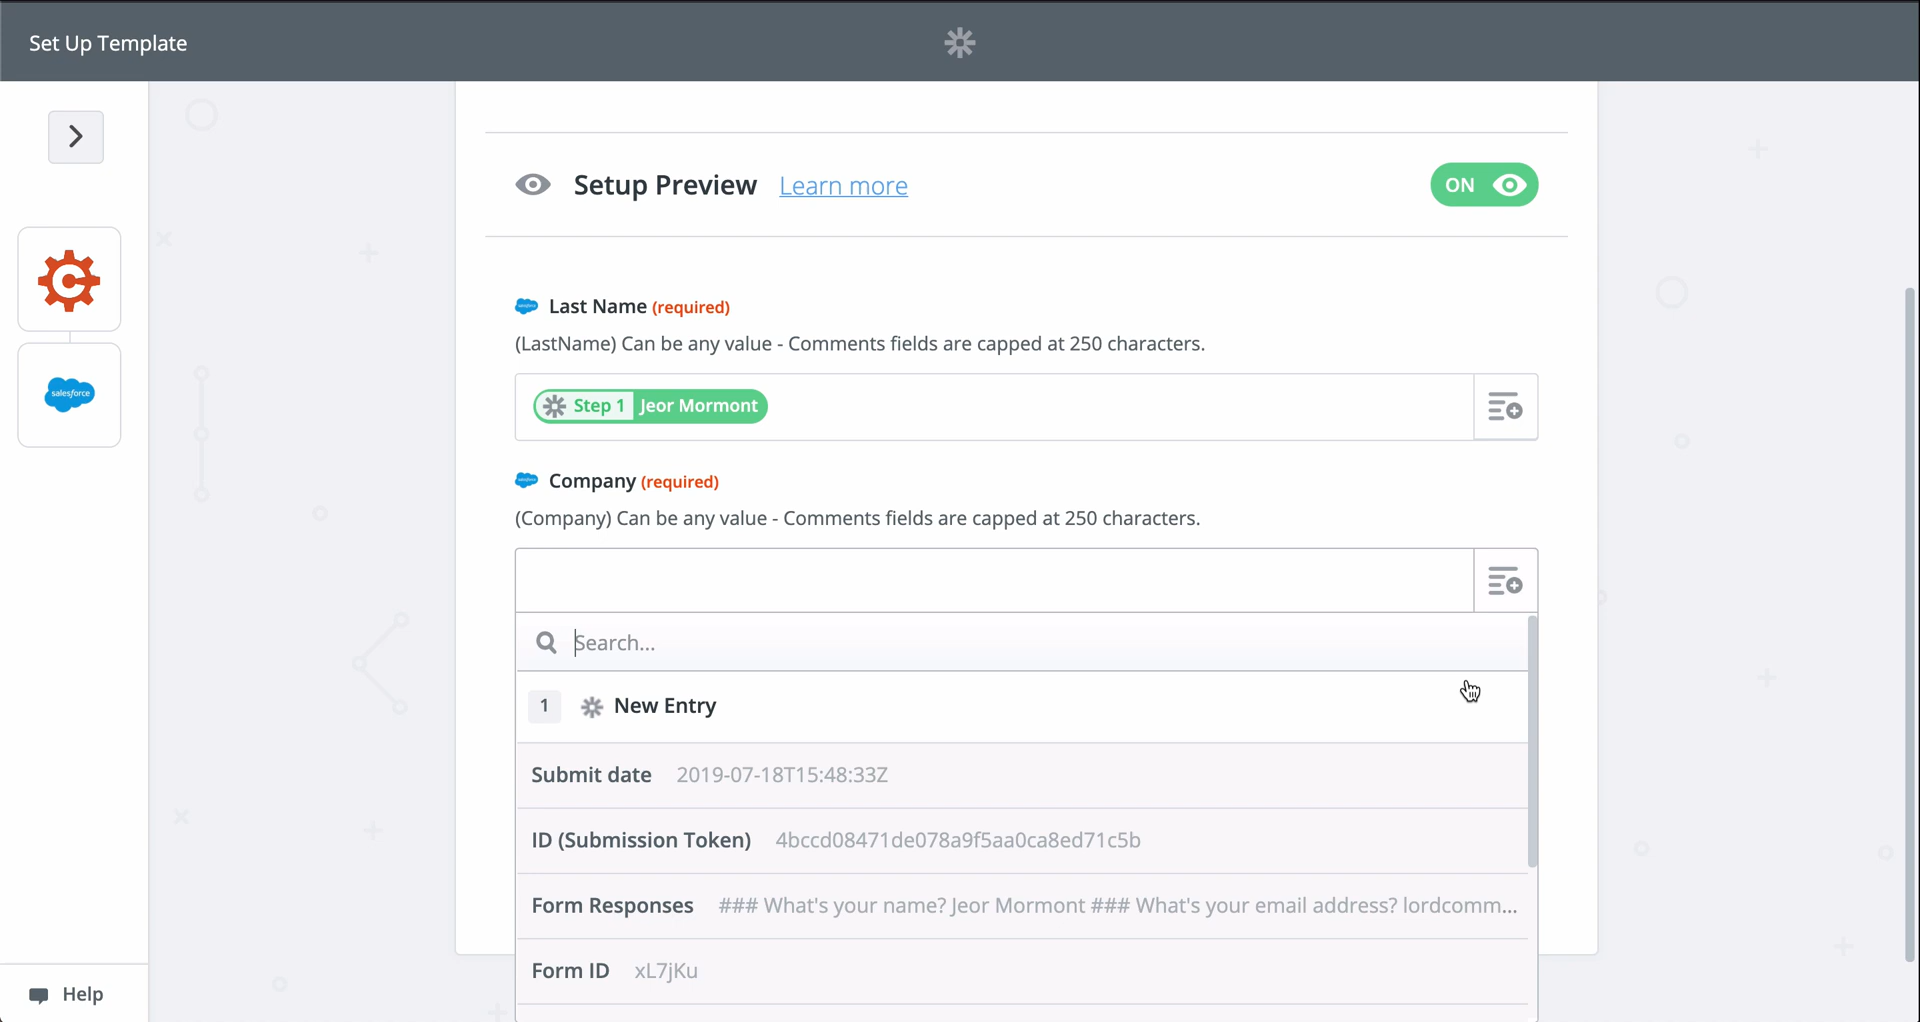 Set Up Template
Setup Preview Learn more ON
Last Name (required)
(LastName) Can be any value - Comments fields are capped at 250 characters.
Step 1 Jeor Mormont
salesforce
Company (required)
(Company) Can be any value - Comments fields are capped at 250 characters.
Search...
1 New Entry
Submit date 2019-07-18T15:48:33Z
ID (Submission Token) 4bccd08471de078a9f5aa0ca8ed71c5b
Form Responses ### What's your name? Jeor Mormont ### What's your email address? lordcomm...
Form ID xL7jKu
Help